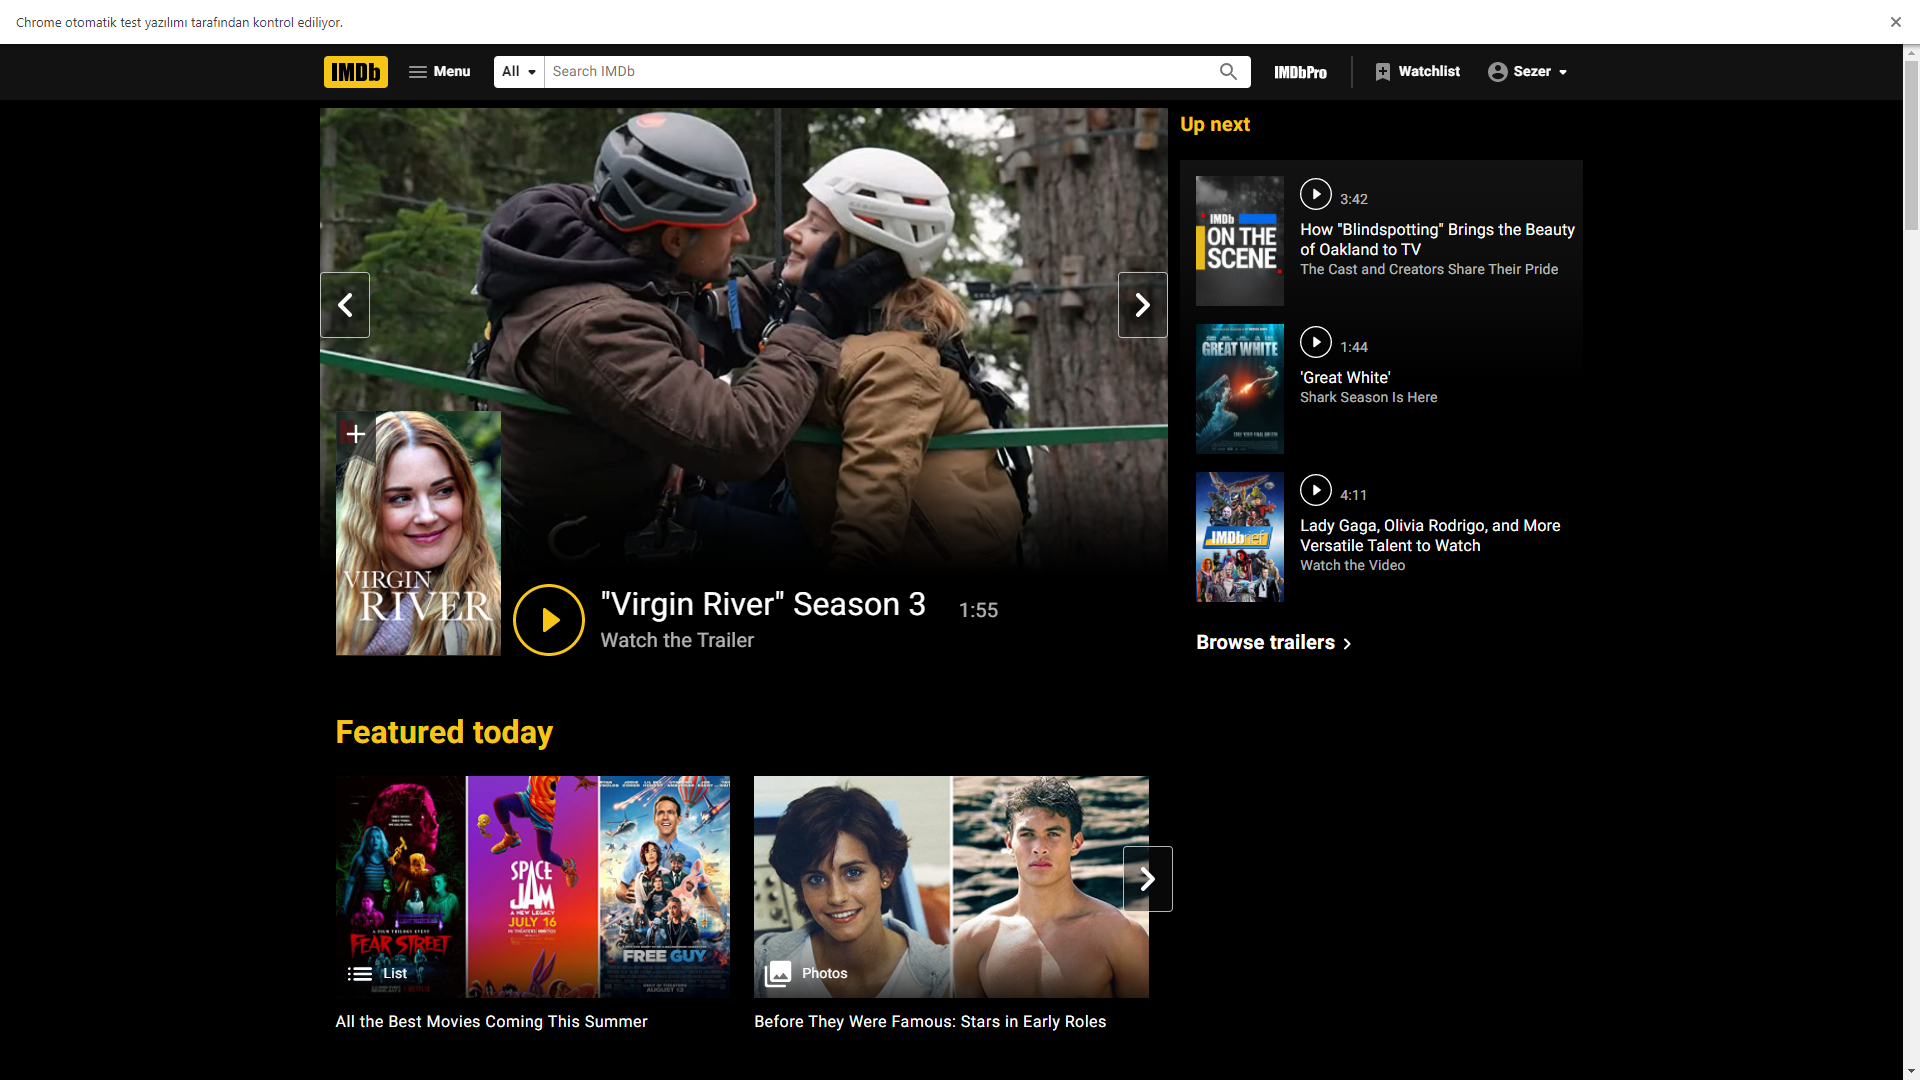 Chrome otomatik test yazılımı tarafından kontrol ediliyor.
IMDb
Menu
All
Search IMDb
IMDbPro
Watchlist
Sezer
Up next
IMDb
ON THE
SCENE
3:42
How "Blindspotting" Brings the Beauty
of Oakland to TV
The Cast and Creators Share Their Pride
GREAT WHITE
1:44
'Great White'
Shark Season Is Here
IMDbrief
4:11
Lady Gaga, Olivia Rodrigo, and More
Versatile Talent to Watch
Watch the Video
Browse trailers
VIRGIN
RIVER
"Virgin River" Season 3
1:55
Watch the Trailer
Featured today
A FILM TRILOGY EVENT
FEAR STREET
SPACE
JAM
A NEW LEGACY
JULY 16
FREE GUY
AUGUST 13
List
Photos
All the Best Movies Coming This Summer
Before They Were Famous: Stars in Early Roles